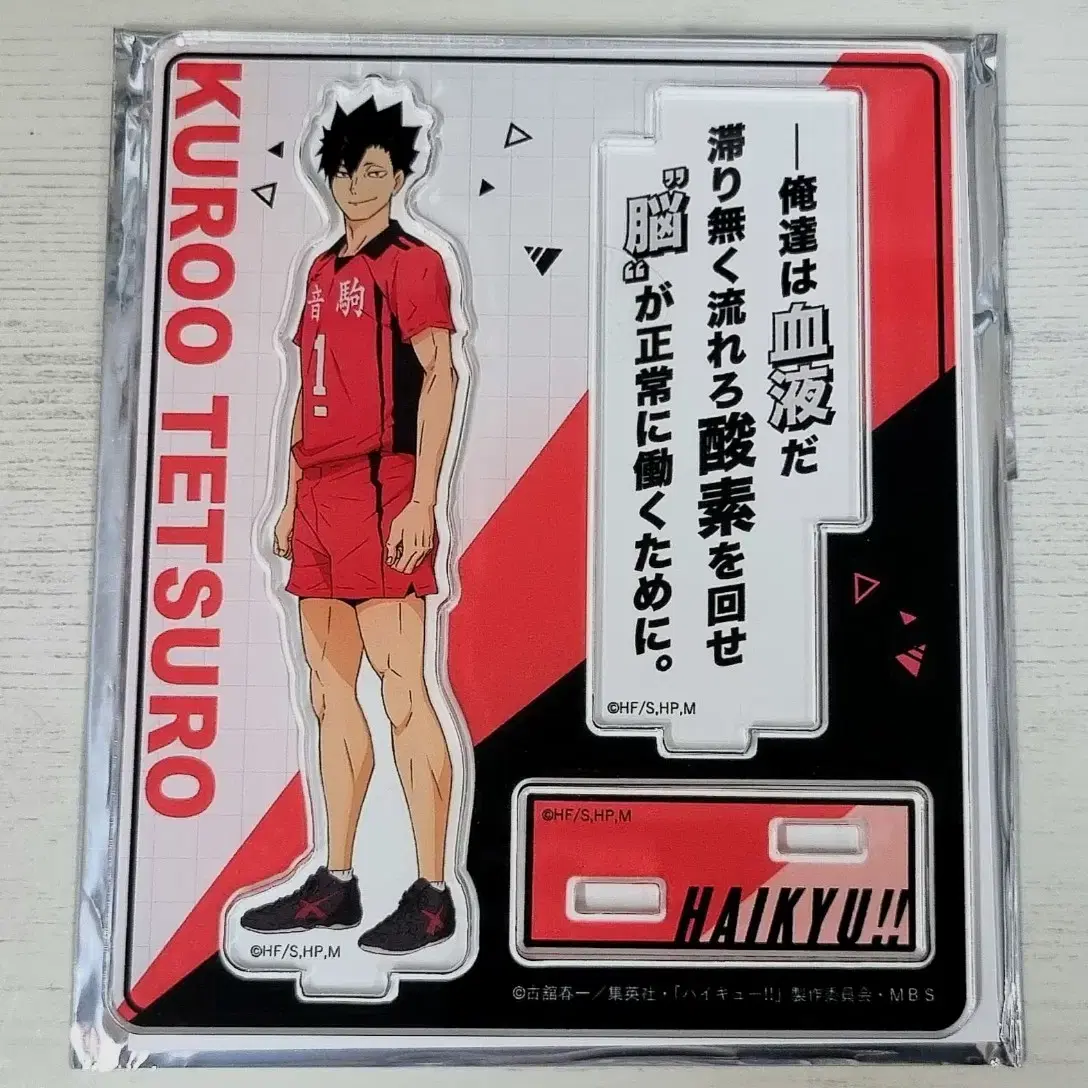 KUROO TETSURO
音駒
1
―俺達は血液だ
滞り無く流れろ酸素を回せ
"脳"が正常に働くために。
©HF/S,HP,M
©HF/S,HP,M
HAIKYU!!
©HF/S,HP,M
©古舘春一／集英社・「ハイキュー!!」製作委員会・MBS